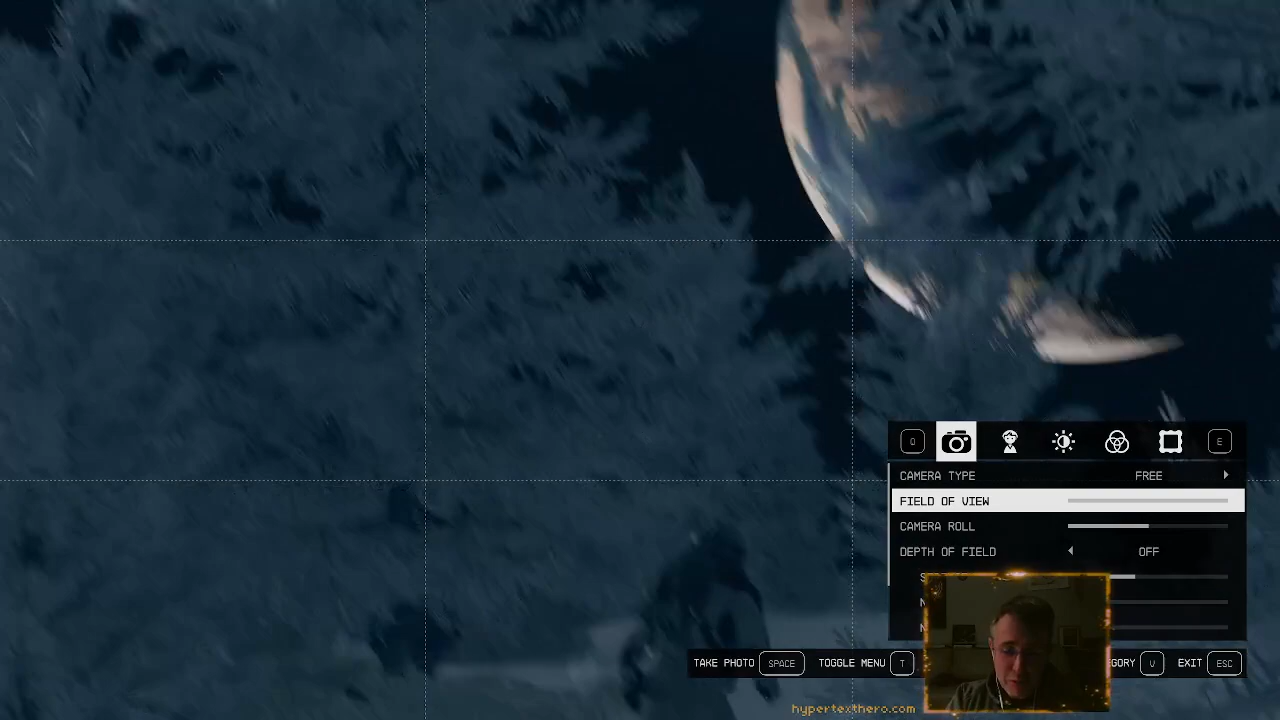 Q E
CAMERA TYPE FREE
FIELD OF VIEW
CAMERA ROLL
DEPTH OF FIELD OFF
TAKE PHOTO SPACE TOGGLE MENU T V EXIT ESC
hypertexthero.com